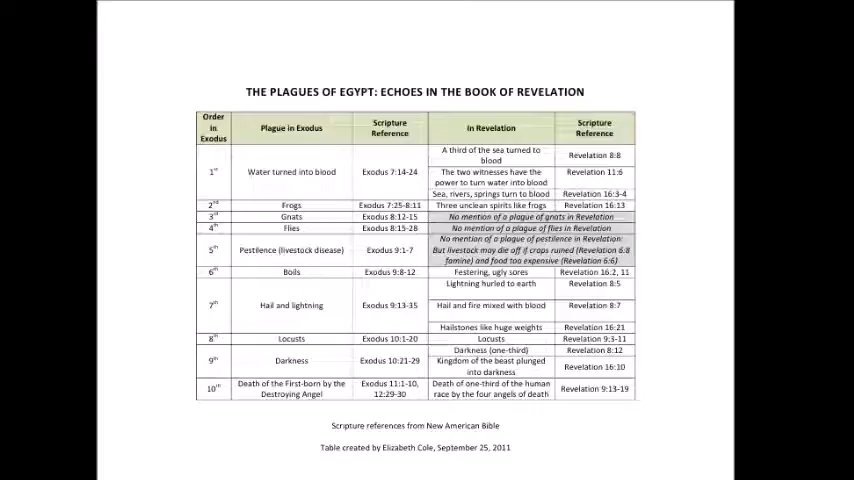 THE PLAGUES OF EGYPT: ECHOES IN THE BOOK OF REVELATION
Order in Exodus Plague in Exodus Scripture Reference In Revelation Scripture Reference
1st Water turned into blood Exodus 7:14-24 A third of the sea turned to blood Revelation 8:8
The two witnesses have the power to turn water into blood Revelation 11:6
Sea, rivers, springs turn to blood Revelation 16:3-4
2nd Frogs Exodus 7:25-8:11 Three unclean spirits like frogs Revelation 16:13
3rd Gnats Exodus 8:12-15 No mention of a plague of gnats in Revelation
4th Flies Exodus 8:15-28 No mention of a plague of flies in Revelation
5th Pestilence (livestock disease) Exodus 9:1-7 No mention of a plague of pestilence in Revelation: But livestock may die off if crops ruined (Revelation 6:8 famine) and food too expensive (Revelation 6:6)
6th Boils Exodus 9:8-12 Festering, ugly sores Revelation 16:2, 11
7th Hail and lightning Exodus 9:13-35 Lightning hurled to earth Revelation 8:5
Hail and fire mixed with blood Revelation 8:7
Hailstones like huge weights Revelation 16:21
8th Locusts Exodus 10:1-20 Locusts Revelation 9:3-11
9th Darkness Exodus 10:21-29 Darkness (one-third) Revelation 8:12
Kingdom of the beast plunged into darkness Revelation 16:10
10th Death of the First-born by the Destroying Angel Exodus 11:1-10, 12:29-30 Death of one-third of the human race by the four angels of death Revelation 9:13-19
Scripture references from New American Bible
Table created by Elizabeth Cole, September 25, 2011